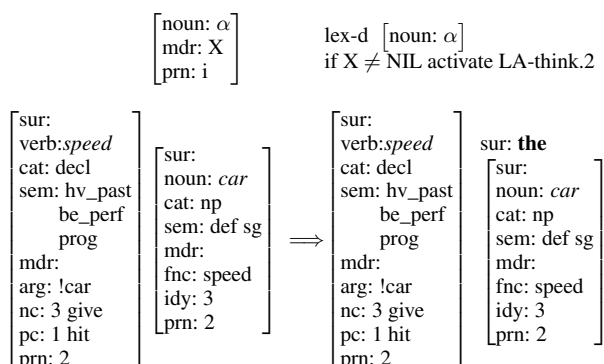 noun: α
mdr: X
prn: i
lex-d [noun: α]
if X ≠ NIL activate LA-think.2
sur:
verb:speed
cat: decl
sem: hv_past
be_perf
prog
mdr:
arg: !car
nc: 3 give
pc: 1 hit
prn: 2
sur:
noun: car
cat: np
sem: def sg
mdr:
fnc: speed
idy: 3
prn: 2
⟹
sur:
verb:speed
cat: decl
sem: hv_past
be_perf
prog
mdr:
arg: !car
nc: 3 give
pc: 1 hit
prn: 2
sur: the
sur:
noun: car
cat: np
sem: def sg
mdr:
fnc: speed
idy: 3
prn: 2